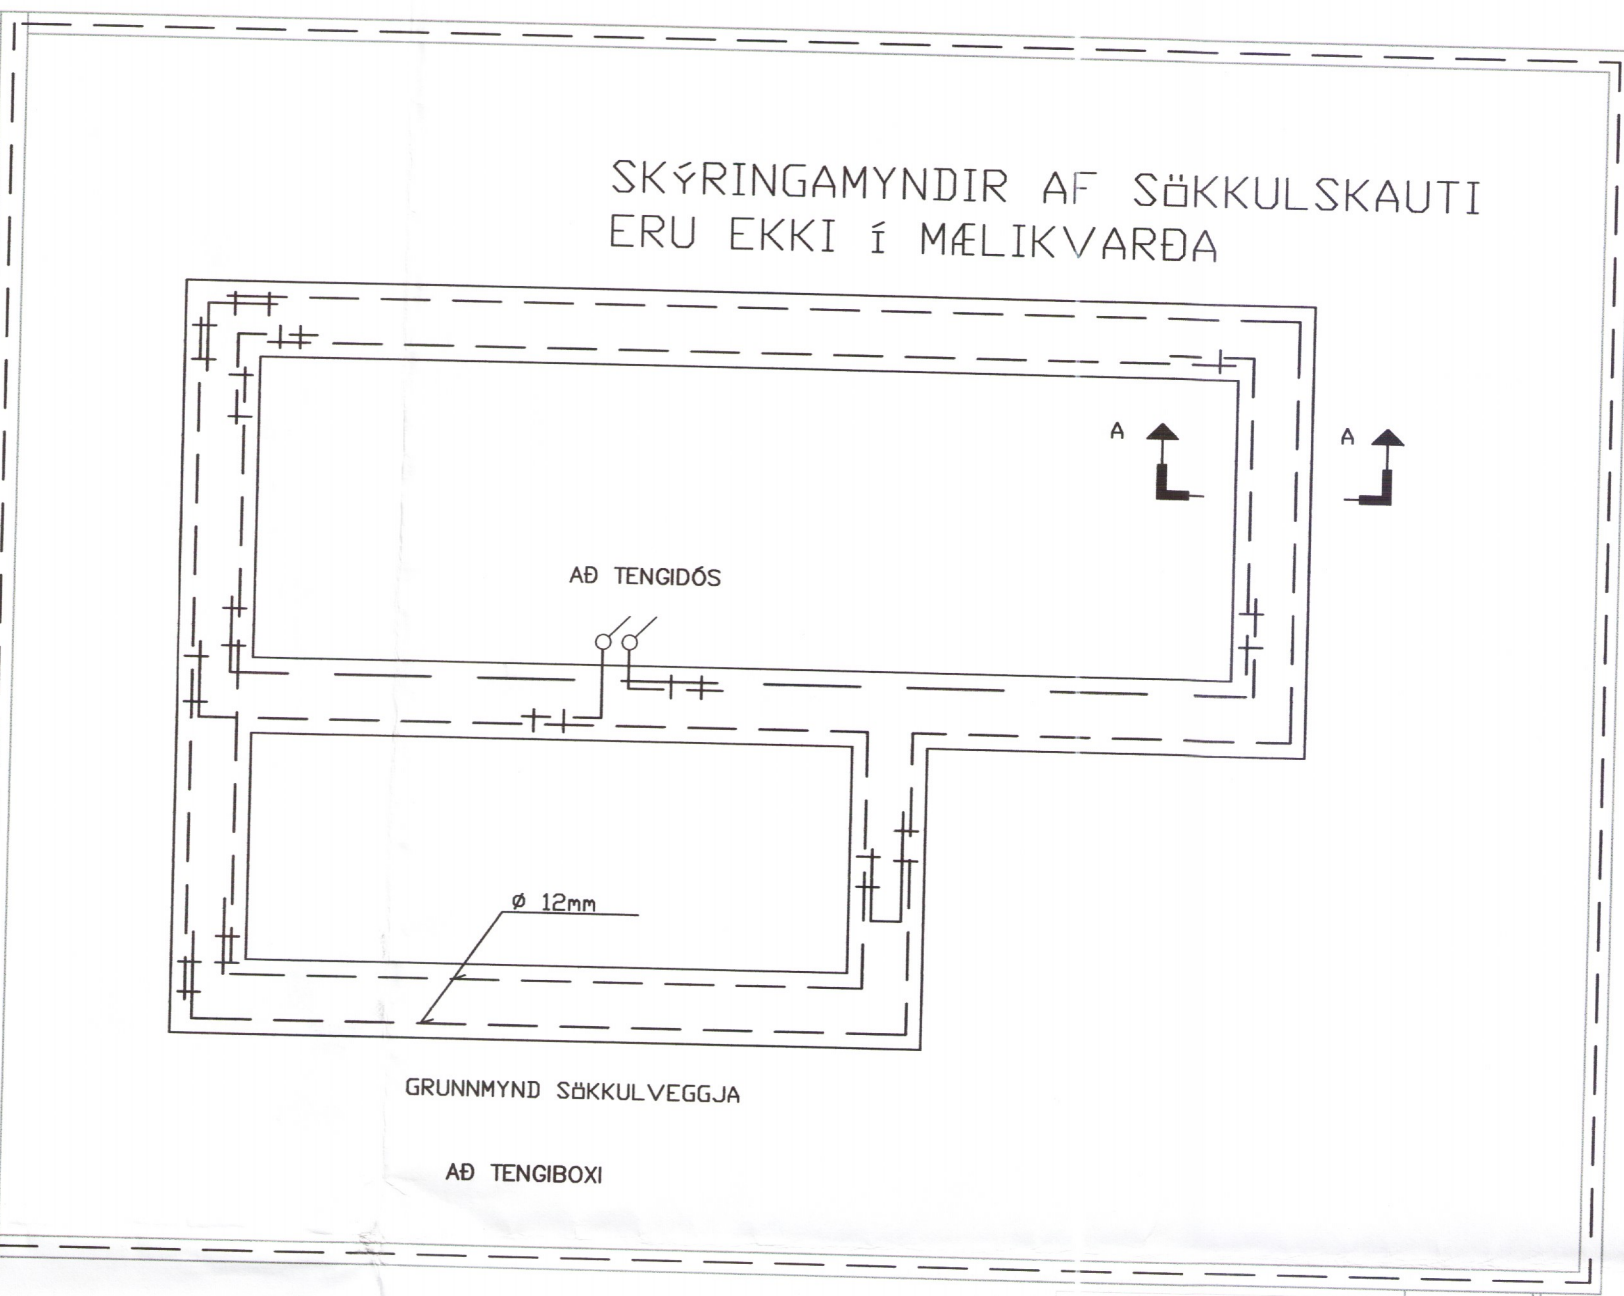 SKÝRINGAMYNDIR AF SÖKKULSKAUTI
ERU EKKI Í MÆLIKVARÐA
A
A
AÐ TENGIDÓS
Ø 12mm
GRUNNMYND SÖKKULVEGGJA
AÐ TENGIBOXI